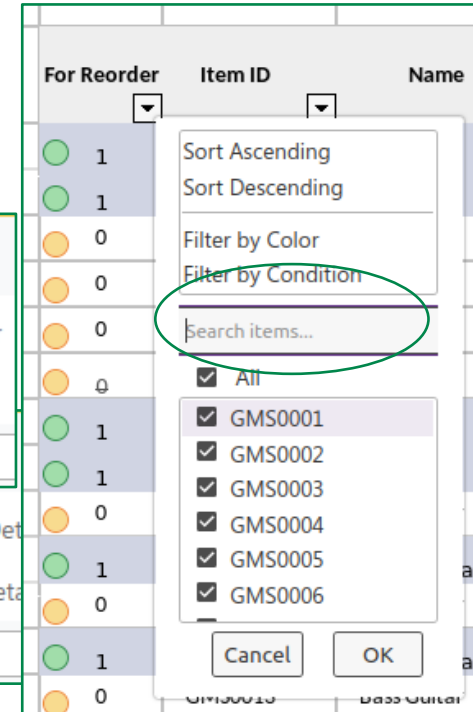 For Reorder Item ID Name
1
Sort Ascending
1
Sort Descending
0
Filter by Color
0
Filter by Condition
0
Search items...
0
All
1
GMS0001
GMS0002
1
GMS0003
0
GMS0004
1
GMS0005
0
GMS0006
1
Cancel OK
0 GMS0013 Bass Guitar